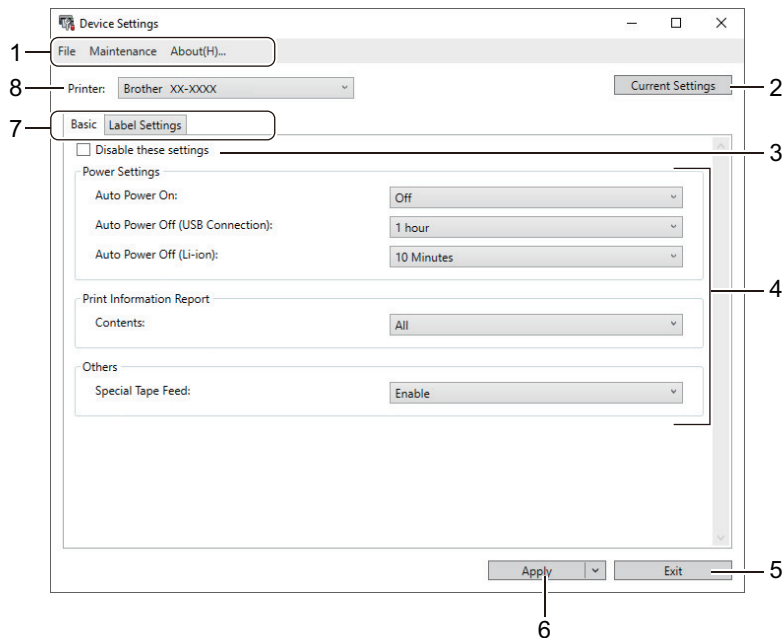 Device Settings
1 File Maintenance About(H)...
8 Printer: Brother XX-XXXX Current Settings 2
7 Basic Label Settings
Disable these settings 3
Power Settings
Auto Power On: Off
Auto Power Off (USB Connection): 1 hour
Auto Power Off (Li-ion): 10 Minutes
4
Print Information Report
Contents: All
Others
Special Tape Feed: Enable
Apply Exit 5
6